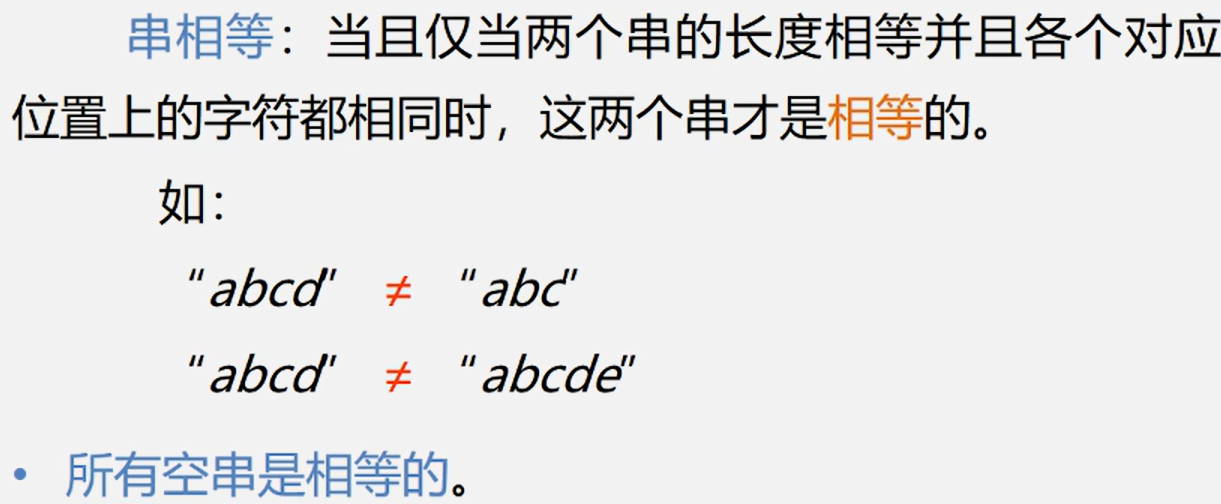 串相等：当且仅当两个串的长度相等并且各个对应
位置上的字符都相同时，这两个串才是相等的。
如：
“abcd” ≠ “abc”
“abcd” ≠ “abcde”
• 所有空串是相等的。